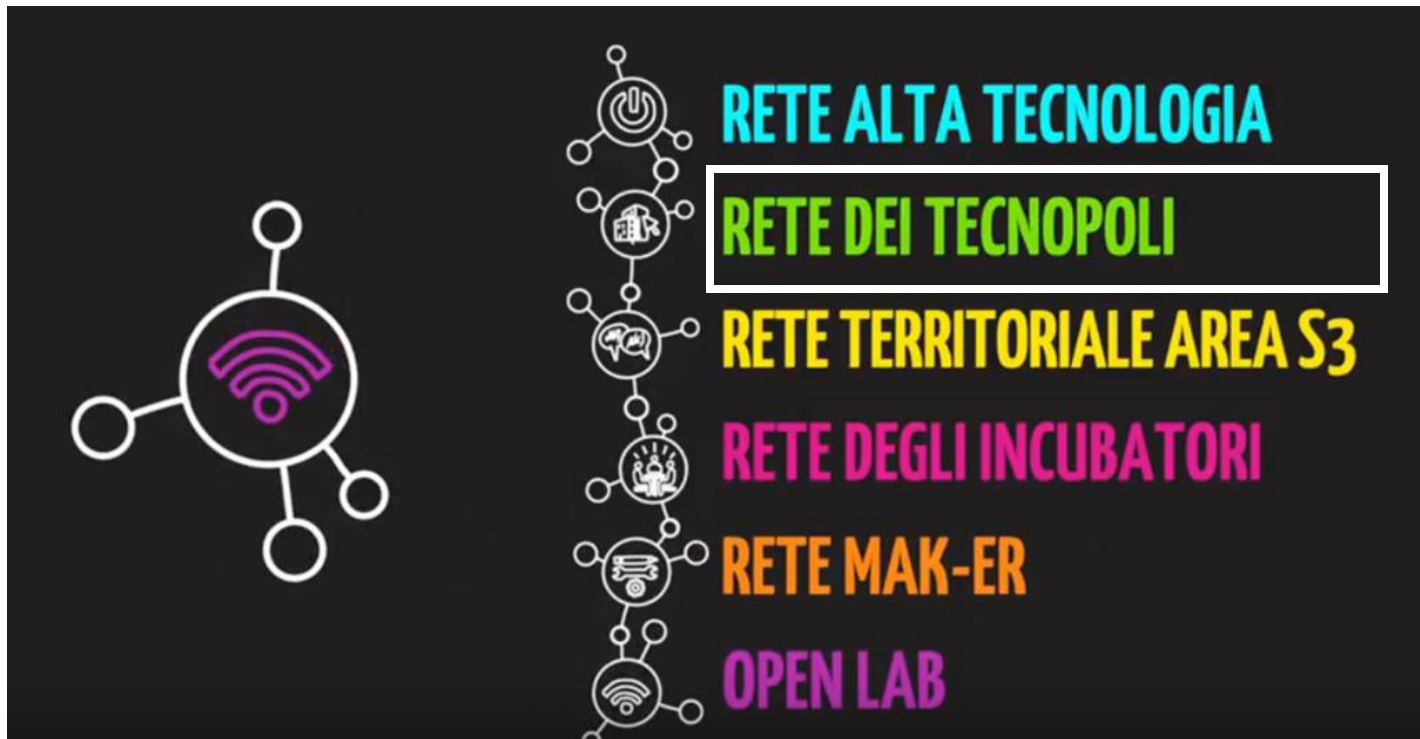 RETE ALTA TECNOLOGIA
RETE DEI TECNOPOLI
RETE TERRITORIALE AREA S3
RETE DEGLI INCUBATORI
RETE MAK-ER
OPEN LAB